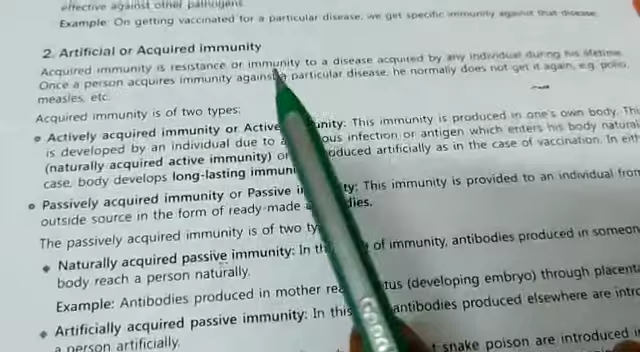 effective against other pathogens
Example: On getting vaccinated for a particular disease, we get specific immunity against that disease.
2. Artificial or Acquired immunity
Acquired immunity is resistance or immunity to a disease acquired by any individual during his lifetime.
Once a person acquires immunity against a particular disease, he normally does not get it again, e.g. polio,
measles, etc.
Acquired immunity is of two types:
Actively acquired immunity or Active unity: This immunity is produced in one's own body. Thi
is developed by an individual due to ous infection or antigen which enters his body natural
(naturally acquired active immunity) or oduced artificially as in the case of vaccination. In eith
case, body develops long-lasting immuni
Passively acquired immunity or Passive i ty: This immunity is provided to an individual from
outside source in the form of ready-made dies.
The passively acquired immunity is of two ty
Naturally acquired passive immunity: In th of immunity, antibodies produced in someon
body reach a person naturally.
Example: Antibodies produced in mother rea tus (developing embryo) through placenta
Artificially acquired passive immunity: In this antibodies produced elsewhere are intro
a person artificially.
t snake poison are introduced i